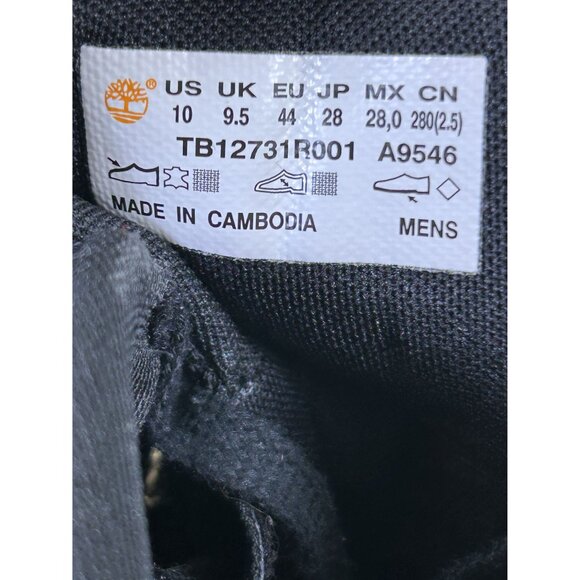 ® US UK EU JP MX CN
10 9.5 44 28 28,0 280(2.5)
TB12731R001 A9546
MADE IN CAMBODIA MENS